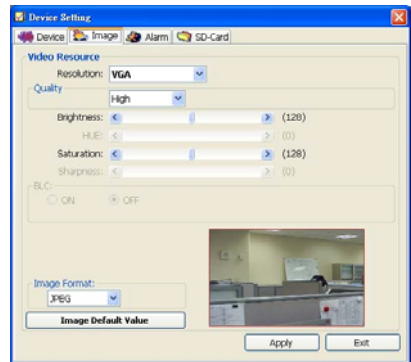 Device Setting
Device Image Alarm SD-Card
Video Resource
Resolution: VGA
Quality
High
Brightness: (128)
HUE: (0)
Saturation: (128)
Sharpness: (0)
BLC:
ON OFF
Image Format:
JPEG
Image Default Value
Apply Exit